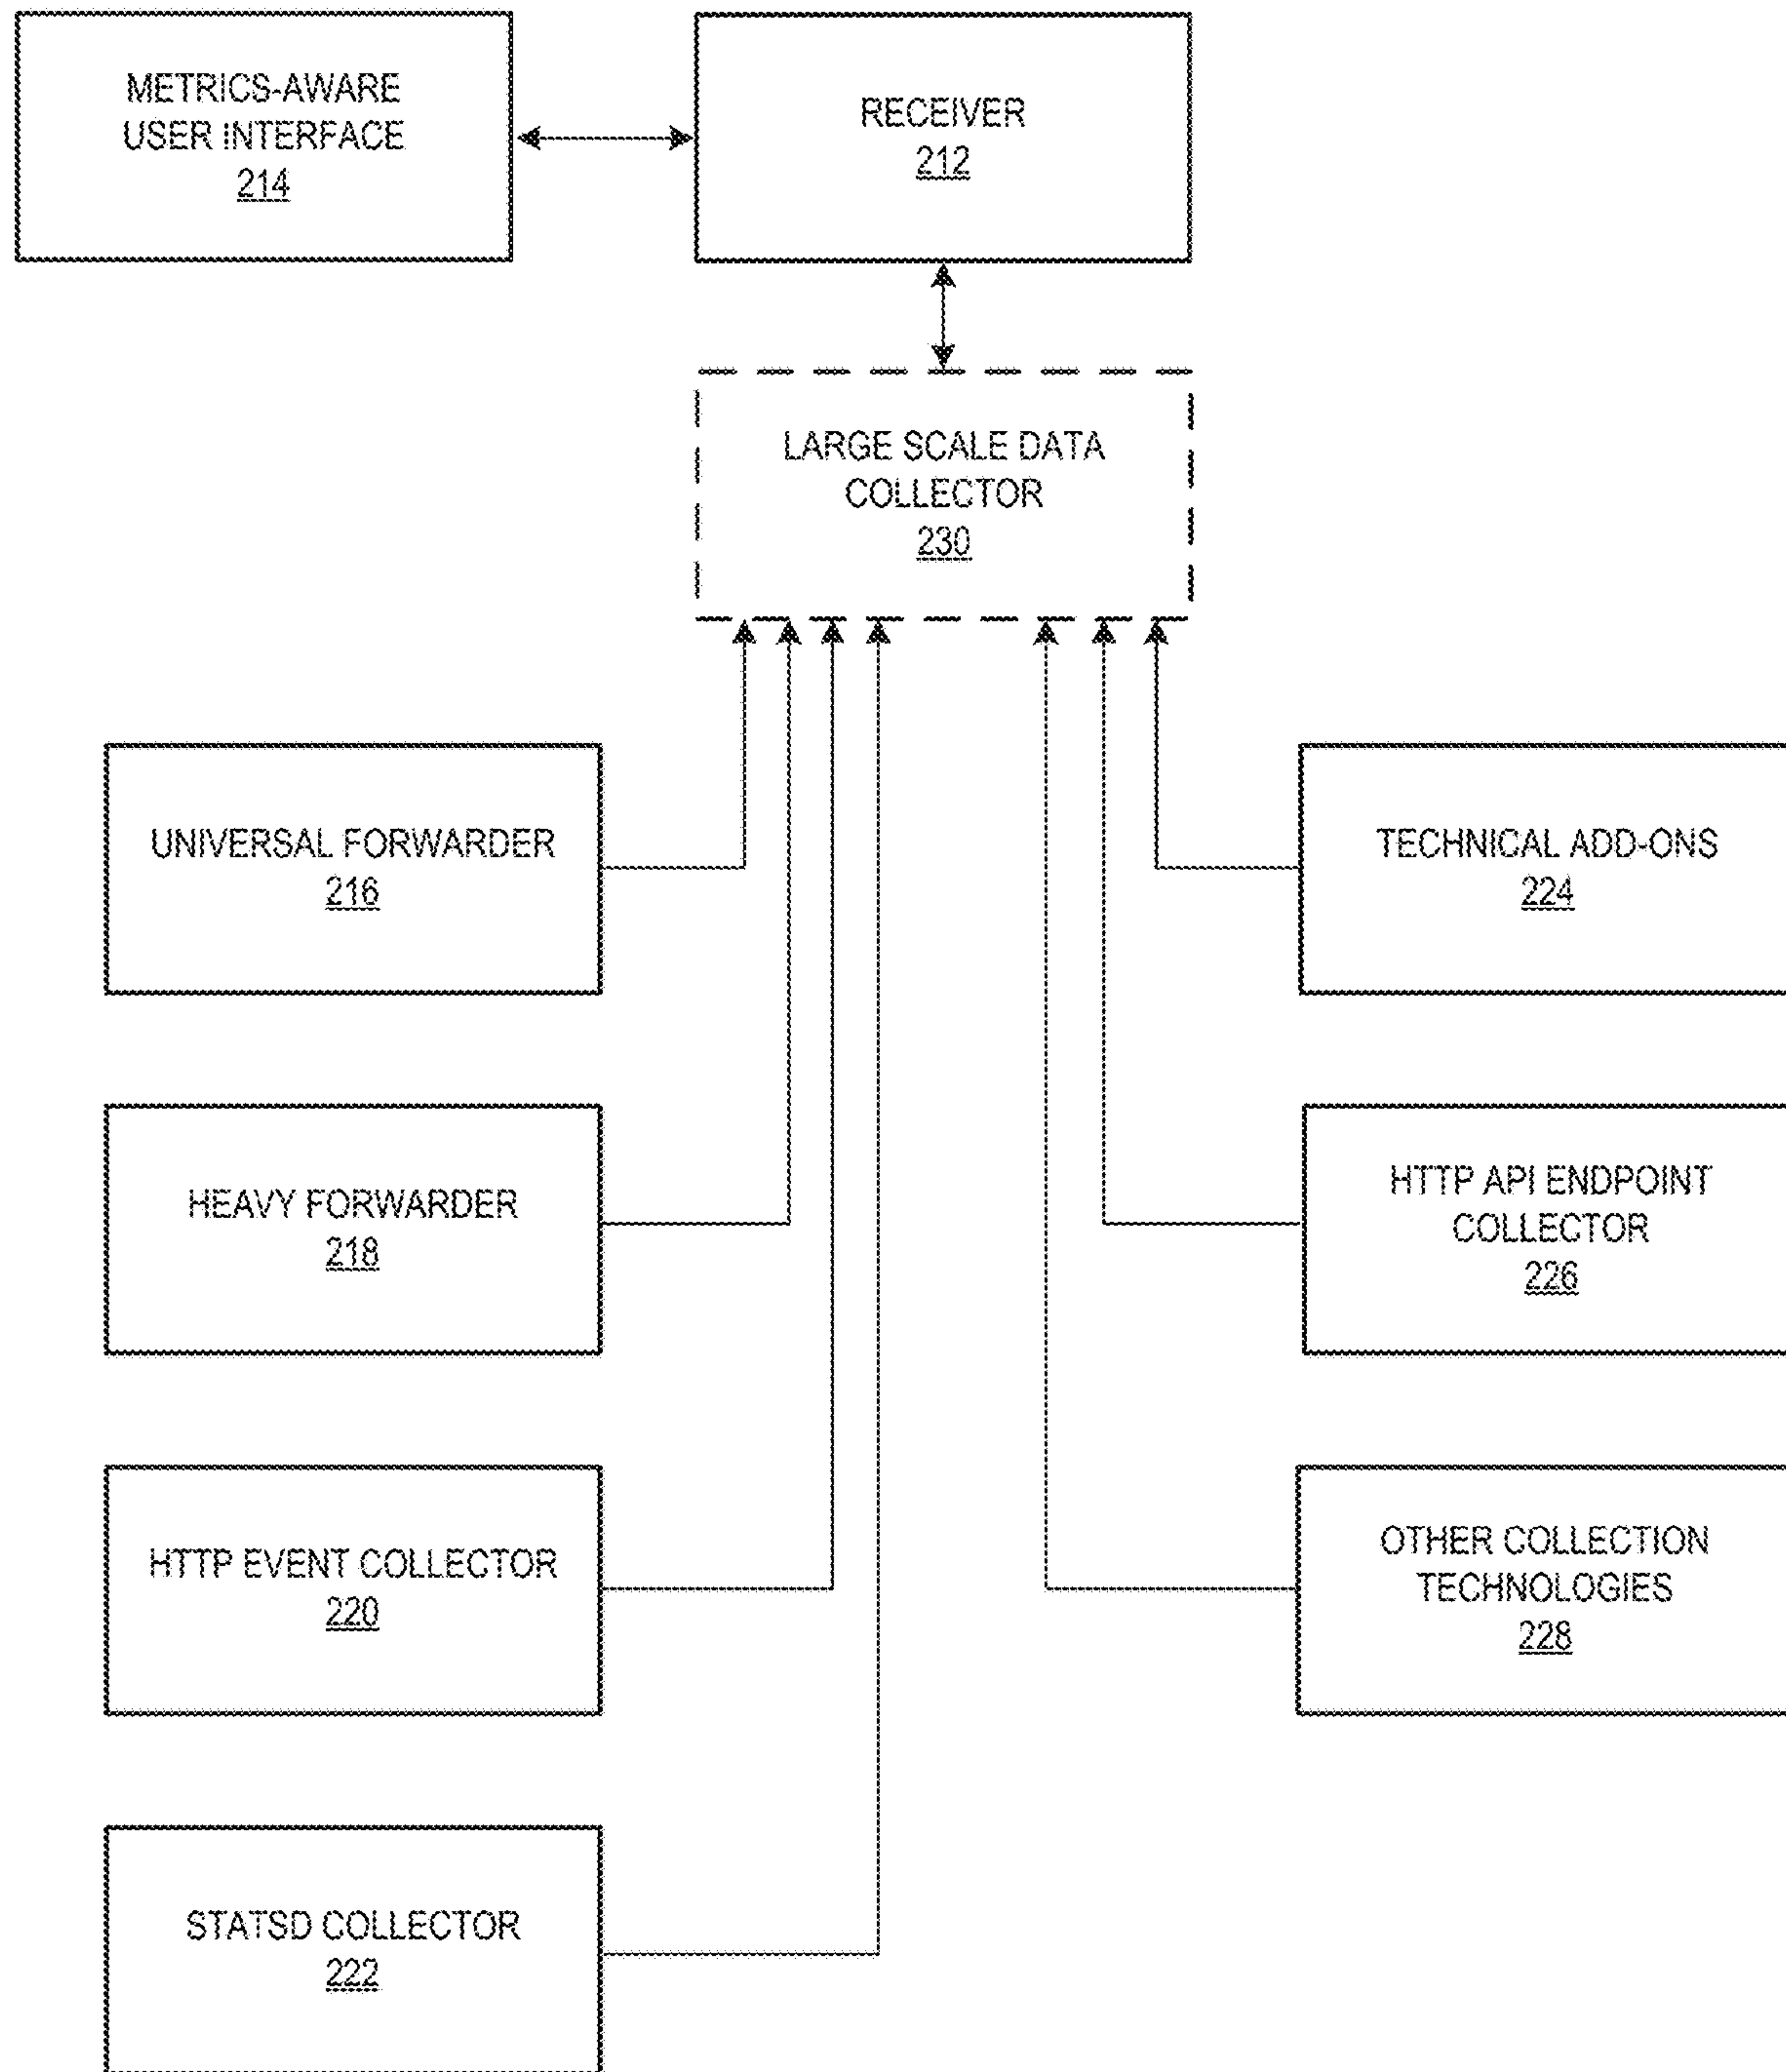 METRICS-AWARE
USER INTERFACE
214
RECEIVER
212
LARGE SCALE DATA
COLLECTOR
230
UNIVERSAL FORWARDER
216
TECHNICAL ADD-ONS
224
HEAVY FORWARDER
218
HTTP API ENDPOINT
COLLECTOR
226
HTTP EVENT COLLECTOR
220
OTHER COLLECTION
TECHNOLOGIES
228
STATSD COLLECTOR
222